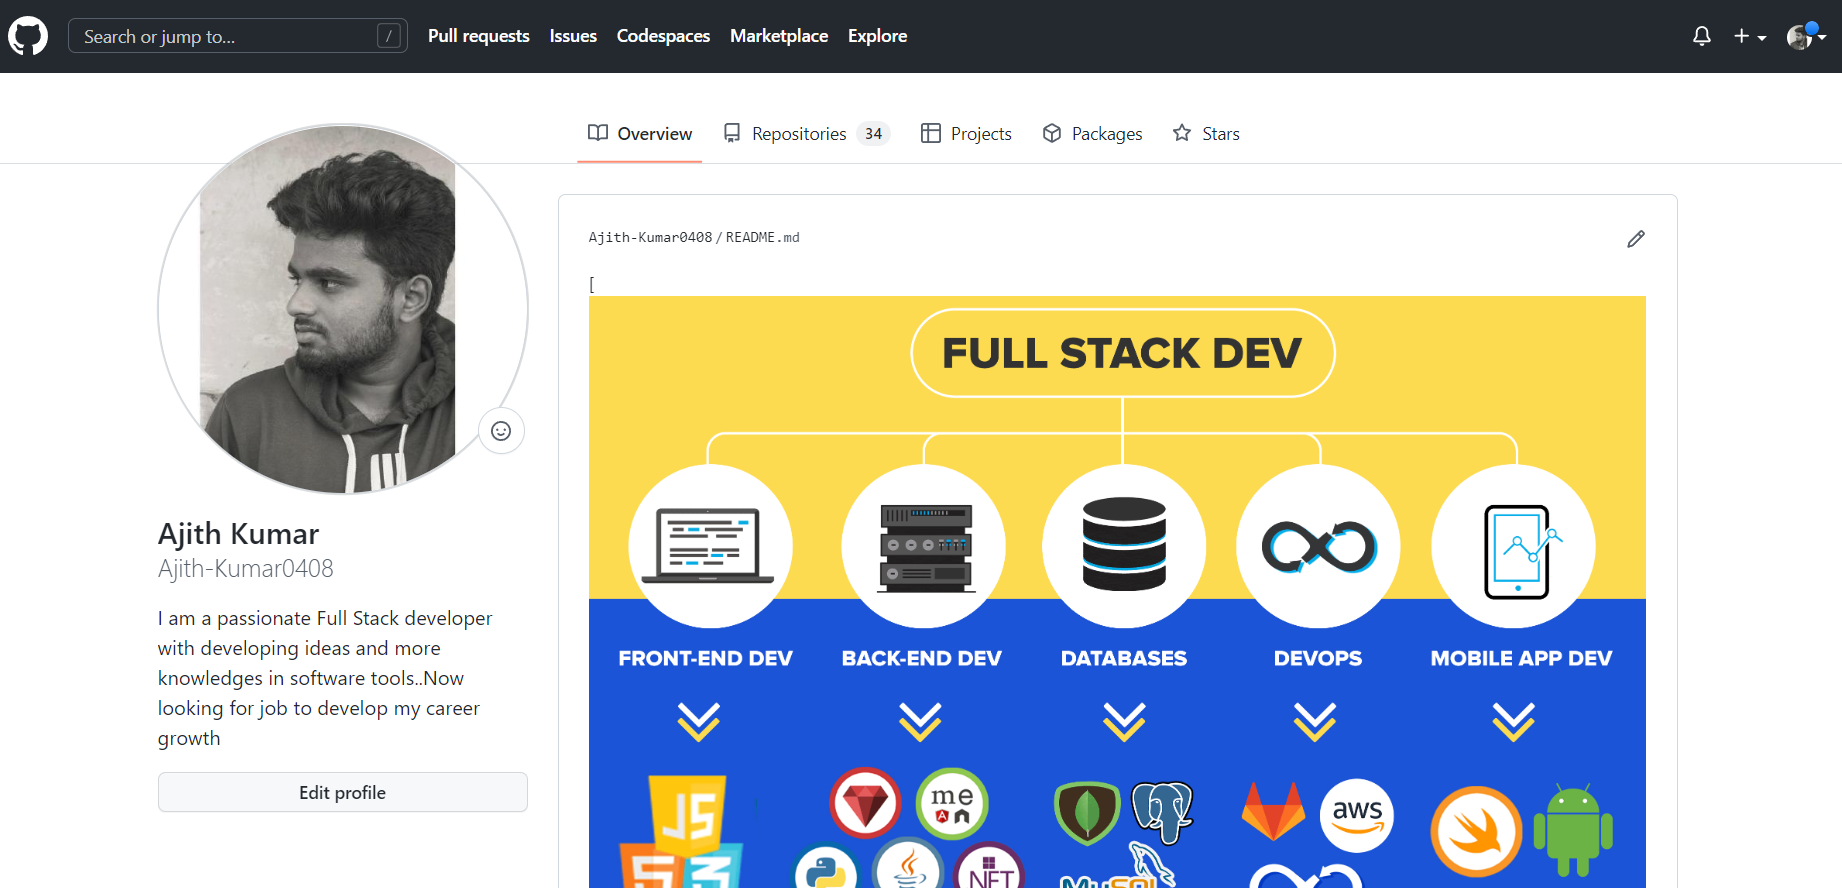 Search or jump to...
/
Pull requests
Issues
Codespaces
Marketplace
Explore
Overview
Repositories 34
Projects
Packages
Stars
Ajith Kumar
Ajith-Kumar0408
I am a passionate Full Stack developer
with developing ideas and more
knowledges in software tools..Now
looking for job to develop my career
growth
Edit profile
Ajith-Kumar0408/README.md
[
FULL STACK DEV
FRONT-END DEV
BACK-END DEV
DATABASES
DEVOPS
MOBILE APP DEV
JS
5
3
me
A
.NET
MySQL
aws